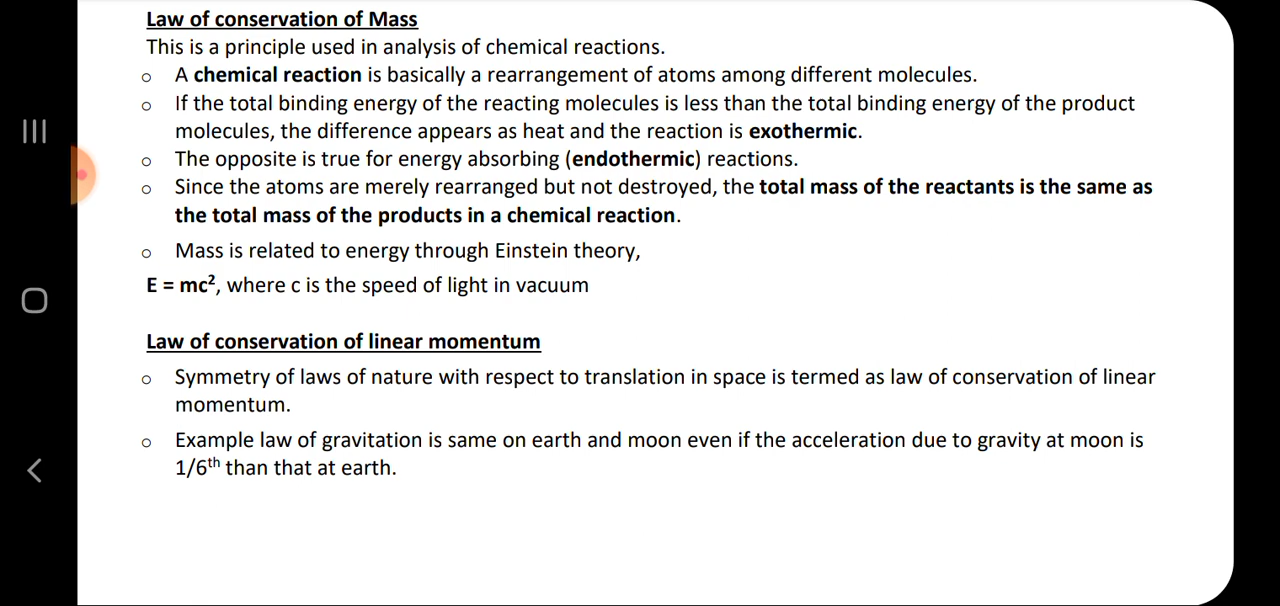 Law of conservation of Mass
This is a principle used in analysis of chemical reactions.
o A chemical reaction is basically a rearrangement of atoms among different molecules.
o If the total binding energy of the reacting molecules is less than the total binding energy of the product
molecules, the difference appears as heat and the reaction is exothermic.
o The opposite is true for energy absorbing (endothermic) reactions.
o Since the atoms are merely rearranged but not destroyed, the total mass of the reactants is the same as
the total mass of the products in a chemical reaction.
o Mass is related to energy through Einstein theory,
E = mc², where c is the speed of light in vacuum
Law of conservation of linear momentum
o Symmetry of laws of nature with respect to translation in space is termed as law of conservation of linear
momentum.
o Example law of gravitation is same on earth and moon even if the acceleration due to gravity at moon is
1/6th than that at earth.